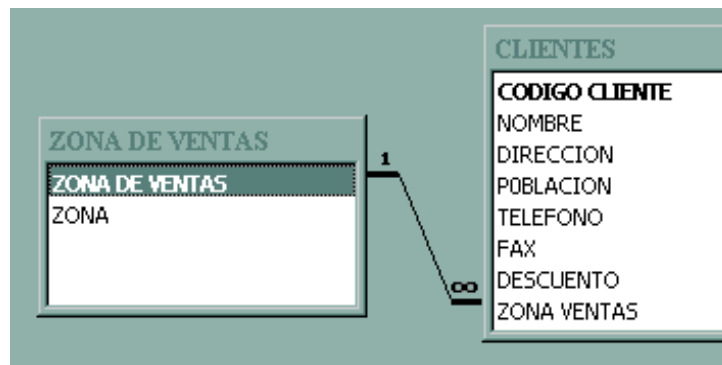 ZONA DE VENTAS
ZONA DE VENTAS
ZONA
1
∞
CLIENTES
CODIGO CLIENTE
NOMBRE
DIRECCION
POBLACION
TELEFONO
FAX
DESCUENTO
ZONA VENTAS